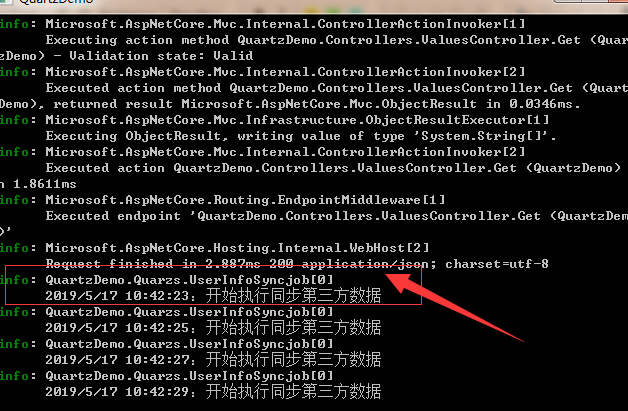 QuartzDemo
info: Microsoft.AspNetCore.Mvc.Internal.ControllerActionInvoker[1]
Executing action method QuartzDemo.Controllers.ValuesController.Get (Quar
zDemo) - Validation state: Valid
info: Microsoft.AspNetCore.Mvc.Internal.ControllerActionInvoker[2]
Executed action method QuartzDemo.Controllers.ValuesController.Get (Quart
Demo), returned result Microsoft.AspNetCore.Mvc.ObjectResult in 0.0346ms.
info: Microsoft.AspNetCore.Mvc.Infrastructure.ObjectResultExecutor[1]
Executing ObjectResult, writing value of type 'System.String[]'.
info: Microsoft.AspNetCore.Mvc.Internal.ControllerActionInvoker[2]
Executed action QuartzDemo.Controllers.ValuesController.Get (QuartzDemo)
n 1.8611ms
info: Microsoft.AspNetCore.Routing.EndpointMiddleware[1]
Executed endpoint 'QuartzDemo.Controllers.ValuesController.Get (QuartzDem
)'
info: Microsoft.AspNetCore.Hosting.Internal.WebHost[2]
Request finished in 2.887ms 200 application/json; charset=utf-8
info: QuartzDemo.Quarzs.UserInfoSyncjob[0]
2019/5/17 10:42:23: 开始执行同步第三方数据
info: QuartzDemo.Quarzs.UserInfoSyncjob[0]
2019/5/17 10:42:25: 开始执行同步第三方数据
info: QuartzDemo.Quarzs.UserInfoSyncjob[0]
2019/5/17 10:42:27: 开始执行同步第三方数据
info: QuartzDemo.Quarzs.UserInfoSyncjob[0]
2019/5/17 10:42:29: 开始执行同步第三方数据